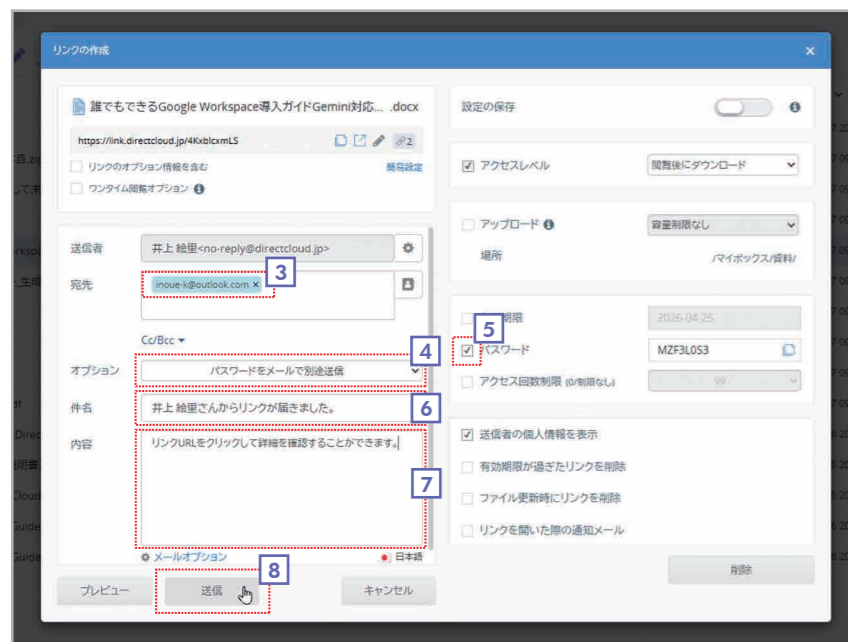 リンクの作成
×
誰でもできるGoogle Workspace導入ガイドGemini対応... .docx
https://link.directcloud.jp/4KxblcxmLS
2
リンクのオプション情報を含む
簡易設定
ワンタイム閲覧オプション
送信者
井上 絵里<no-reply@directcloud.jp>
3
宛先
inoue-k@outlook.com ×
Cc/Bcc
4
オプション
パスワードをメールで別途送信
件名
井上 絵里さんからリンクが届きました。
6
内容
リンクURLをクリックして詳細を確認することができます。
7
メールオプション
日本語
8
プレビュー
送信
キャンセル
設定の保存
アクセスレベル
閲覧後にダウンロード
アップロード
容量制限なし
場所
/マイボックス/資料/
期限
2026-04-25
5
パスワード
MZF3L0S3
アクセス回数制限 (0/制限なし)
99
送信者の個人情報を表示
有効期限が過ぎたリンクを削除
ファイル更新時にリンクを削除
リンクを開いた際の通知メール
削除